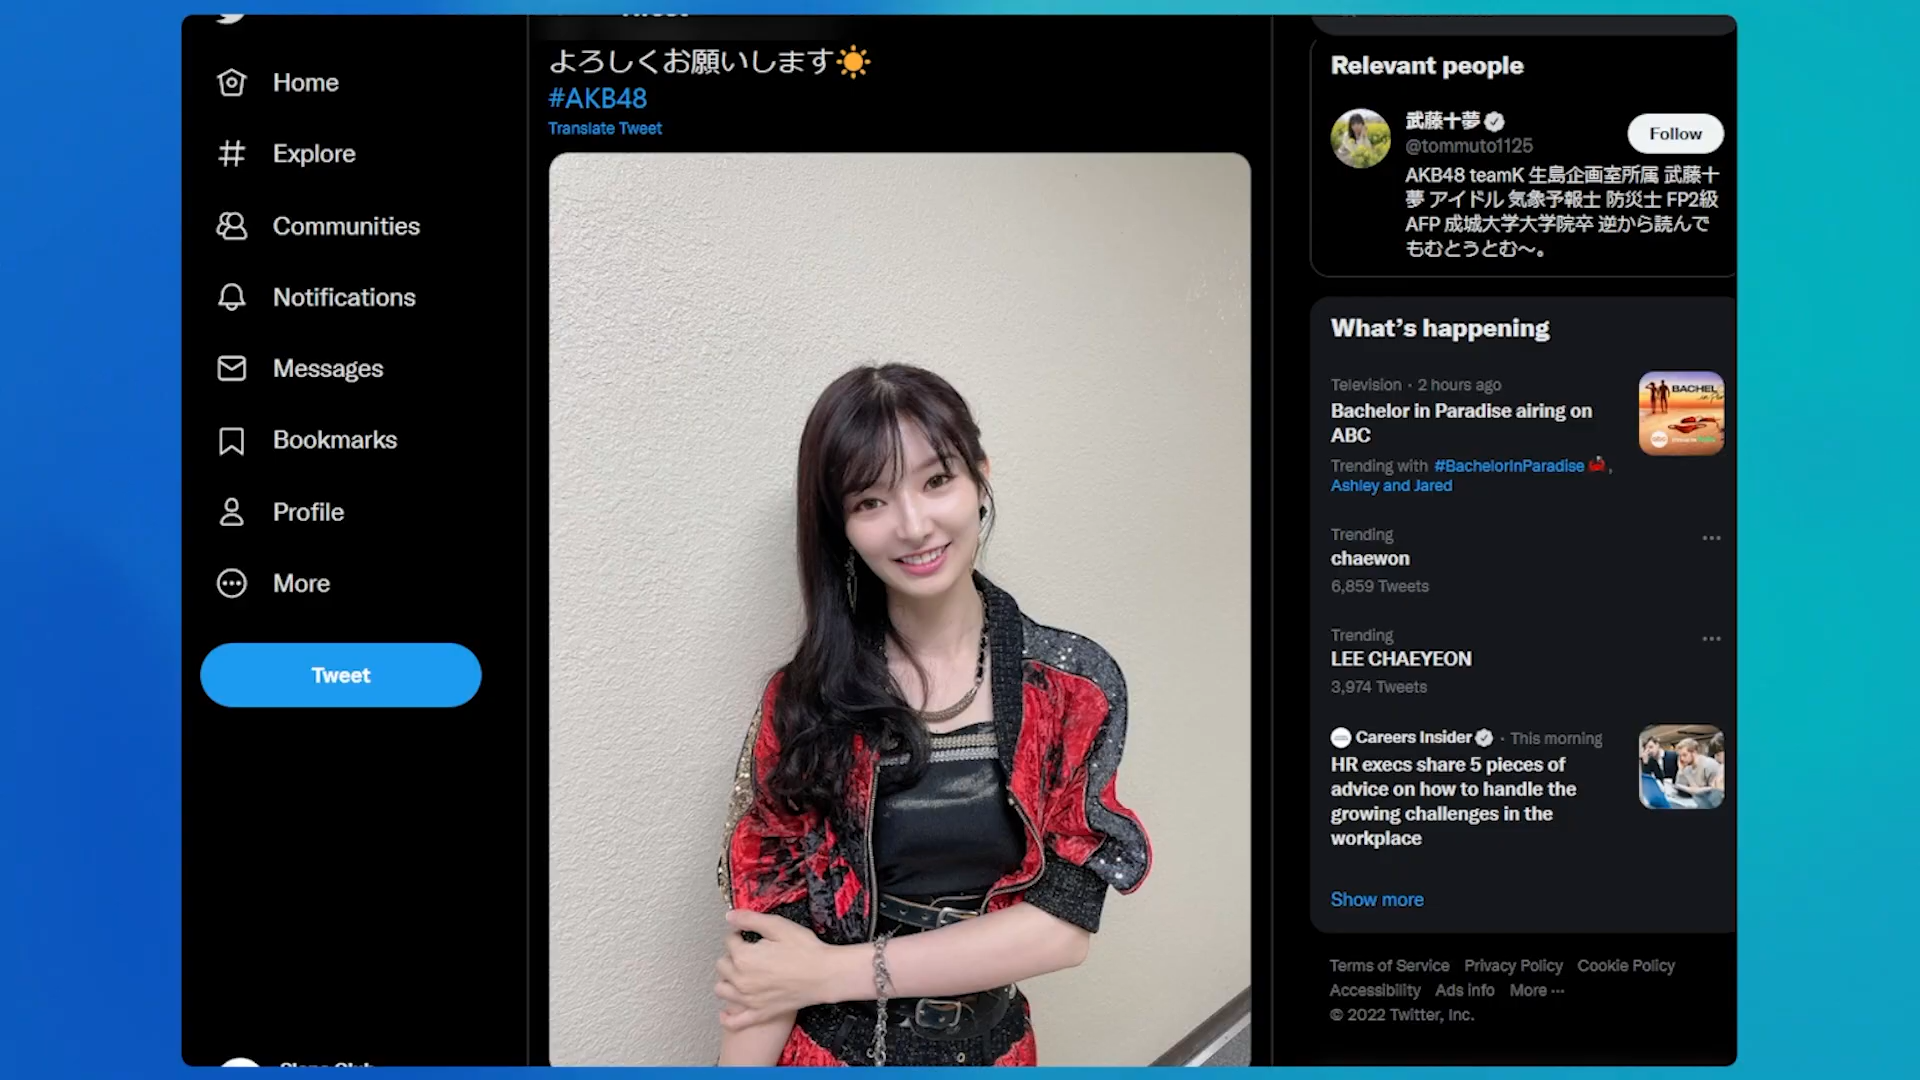 Home
Explore
Communities
Notifications
Messages
Bookmarks
Profile
More
Tweet
よろしくお願いします
#AKB48
Translate Tweet
Relevant people
武藤十夢
@tommuto1125
Follow
AKB48 teamK 生島企画室所属 武藤十
夢 アイドル 気象予報士 防災士 FP2級
AFP 成城大学大学院卒 逆から読んで
もむとうとむ〜。
What's happening
Television · 2 hours ago
Bachelor in Paradise airing on
ABC
Trending with #BachelorInParadise ,
Ashley and Jared
BACHEL
Trending
chaewon
6,859 Tweets
Trending
LEE CHAEYEON
3,974 Tweets
Careers Insider · This morning
HR execs share 5 pieces of
advice on how to handle the
growing challenges in the
workplace
Show more
Terms of Service Privacy Policy Cookie Policy
Accessibility Ads info More ···
© 2022 Twitter, Inc.